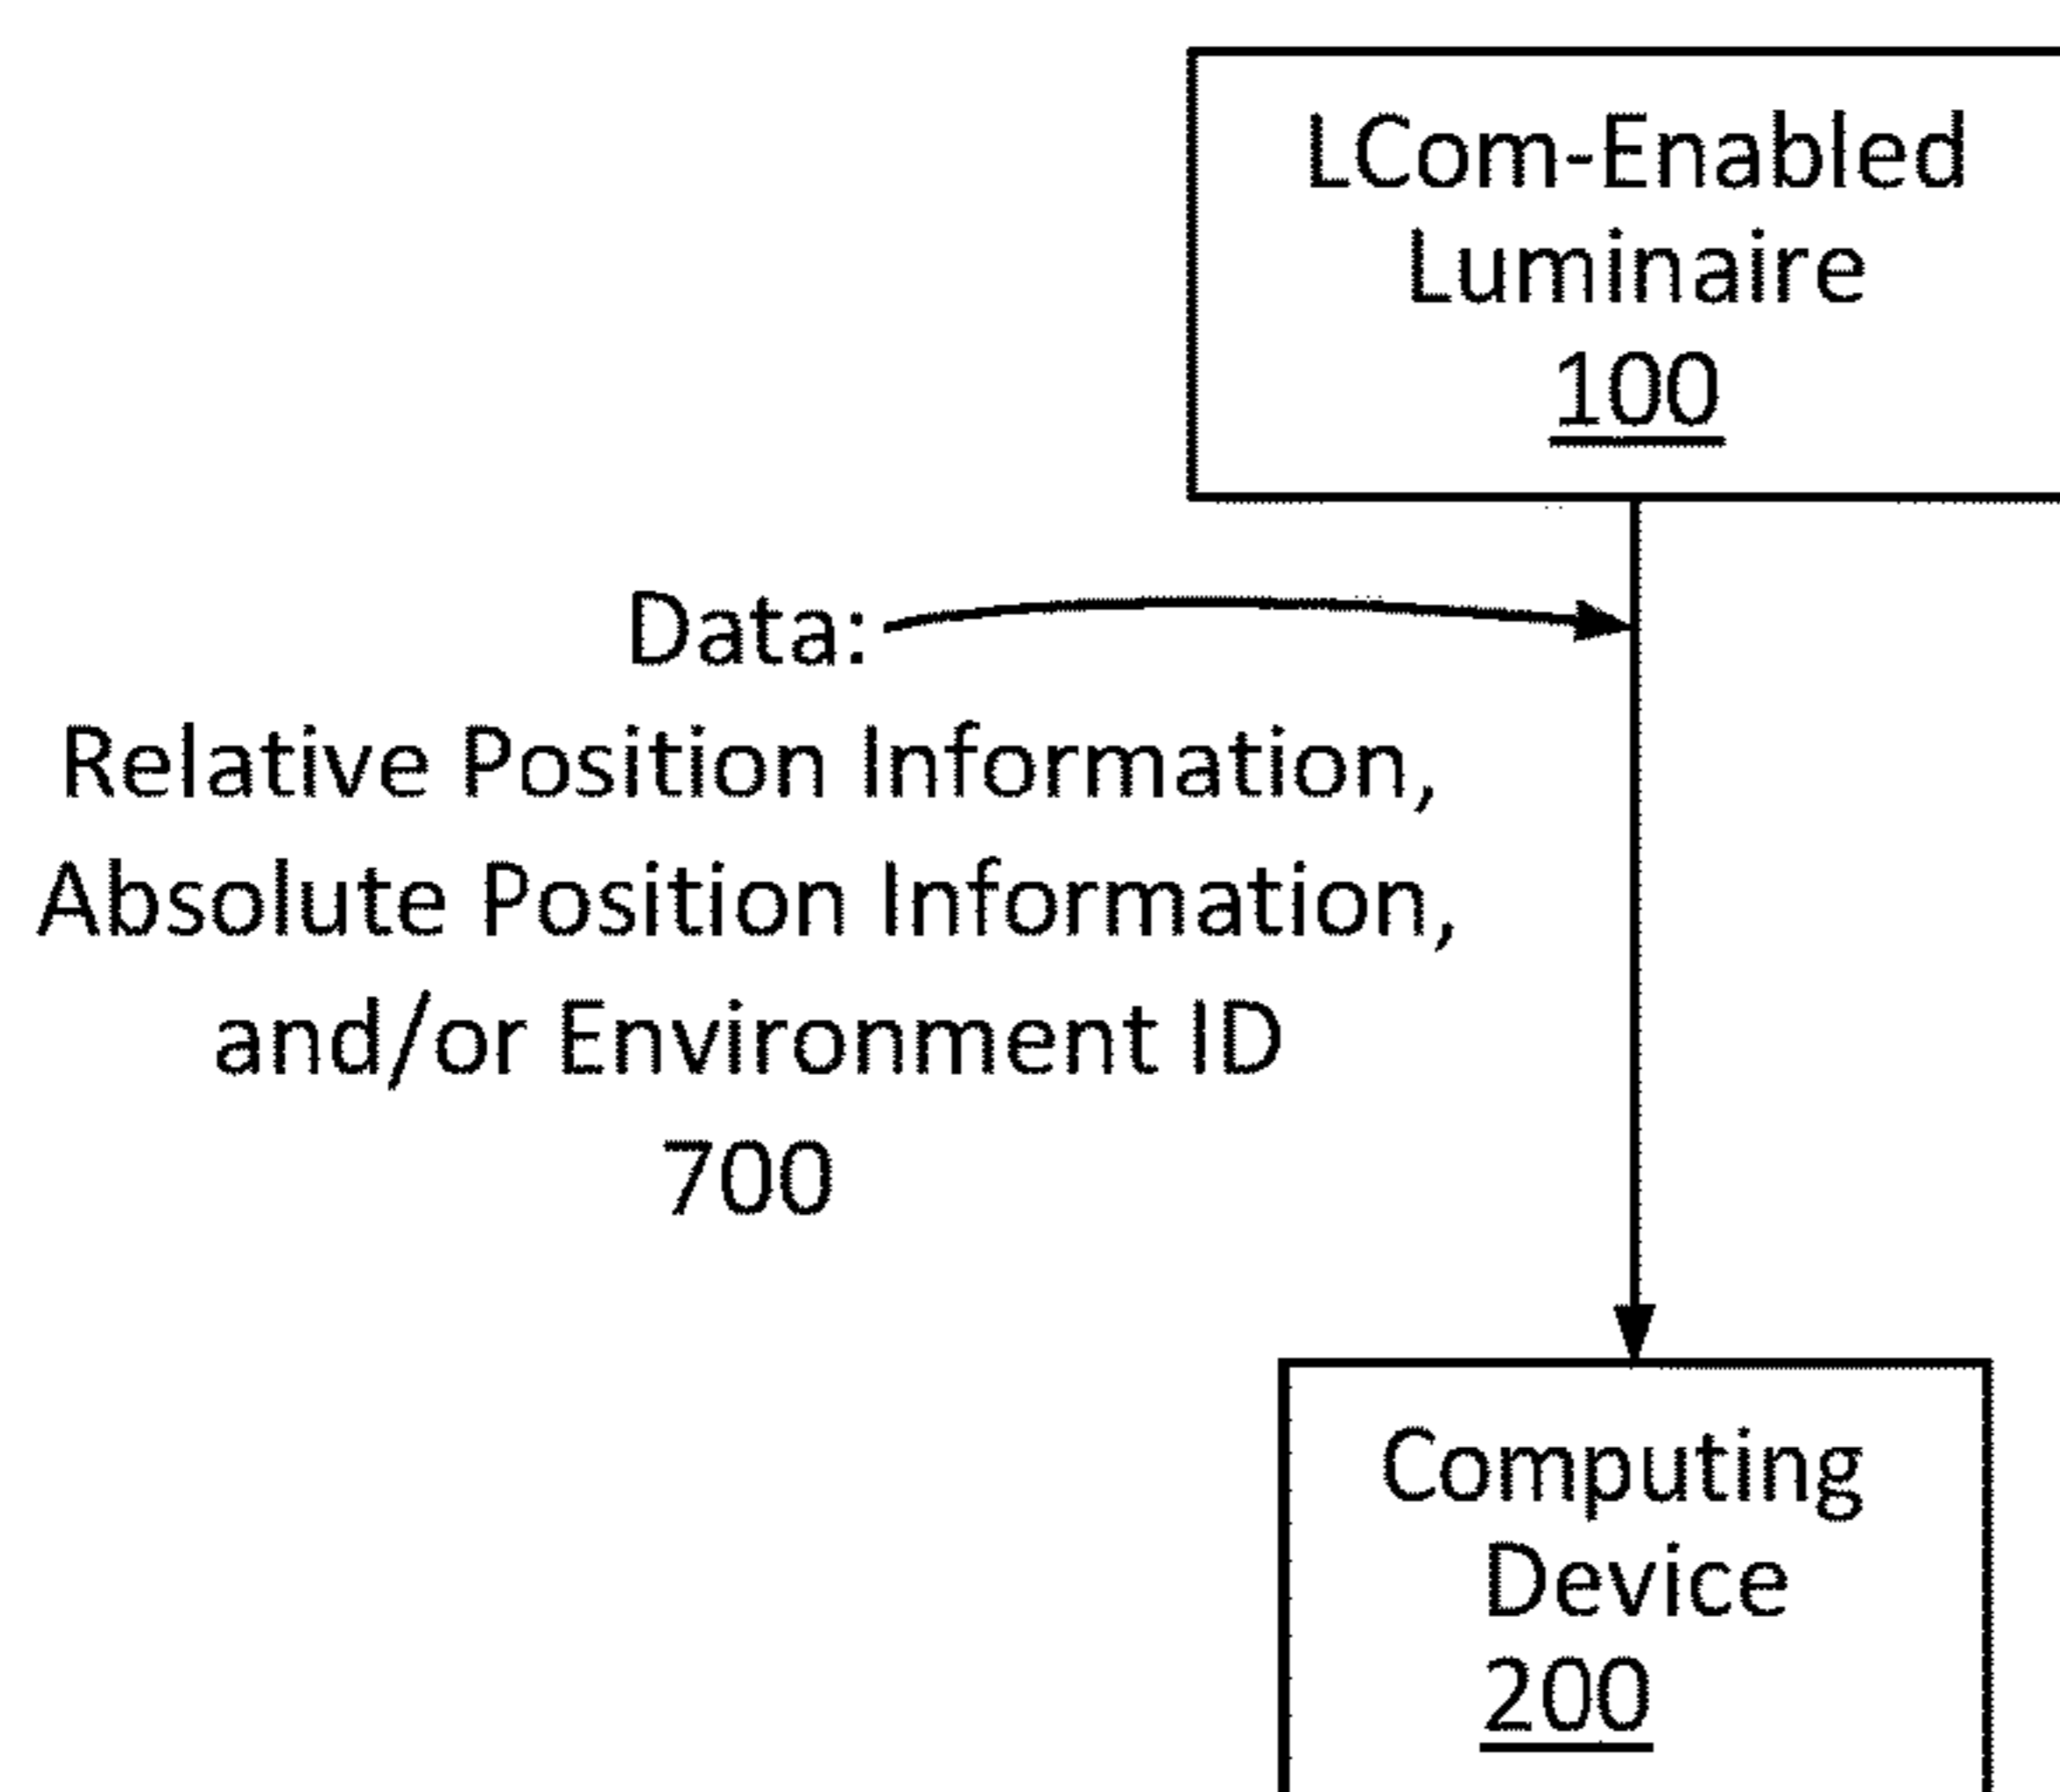 LCom-Enabled
Luminaire
100
Data:
Relative Position Information,
Absolute Position Information,
and/or Environment ID
700
Computing
Device
200